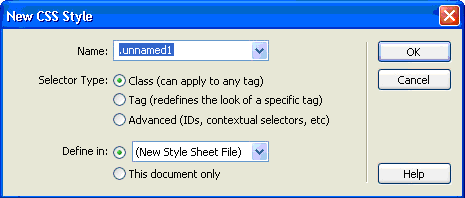 New CSS Style
Name: .unnamed1 OK
Selector Type: Class (can apply to any tag) Cancel
Tag (redefines the look of a specific tag)
Advanced (IDs, contextual selectors, etc)
Define in: (New Style Sheet File)
This document only Help